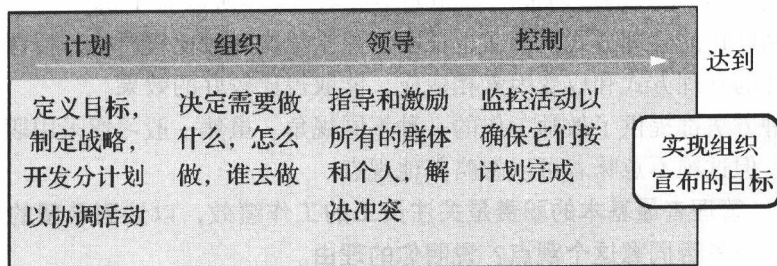 计划 组织 领导 控制
达到
定义目标， 决定需要做 指导和激励 监控活动以
制定战略， 什么，怎么 所有的群体 确保它们按
开发分计划 做，谁去做 和个人，解 计划完成
以协调活动 决冲突
实现组织
宣布的目标